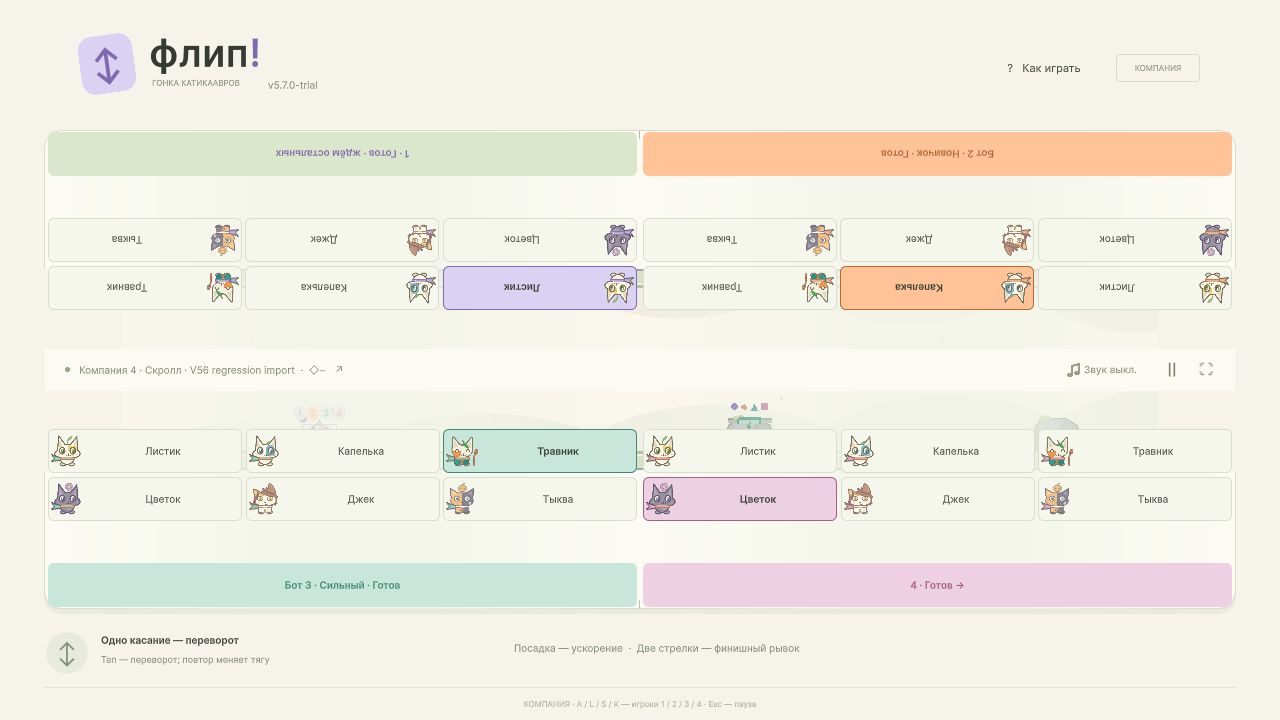 флип!
ГОНКА КАТИКААВРОВ
v5.7.0-trial
? Как играть
КОМПАНИЯ
1 · Готов · ждём остальных
Бот 2 · Новичок · Готов
Тыква
Джек
Цветок
Тыква
Джек
Цветок
Травник
Капелька
Листик
Травник
Капелька
Листик
Компания 4 · Скролл · V56 regression import · ◇– ↗
Звук выкл.
1 2 3 4
Листик
Капелька
Травник
Листик
Капелька
Травник
Цветок
Джек
Тыква
Цветок
Джек
Тыква
Бот 3 · Сильный · Готов
4 · Готов →
Одно касание — переворот
Тап — переворот; повтор меняет тягу
Посадка — ускорение · Две стрелки — финишный рывок
КОМПАНИЯ · A / L / S / K — игроки 1 / 2 / 3 / 4 · Esc — пауза